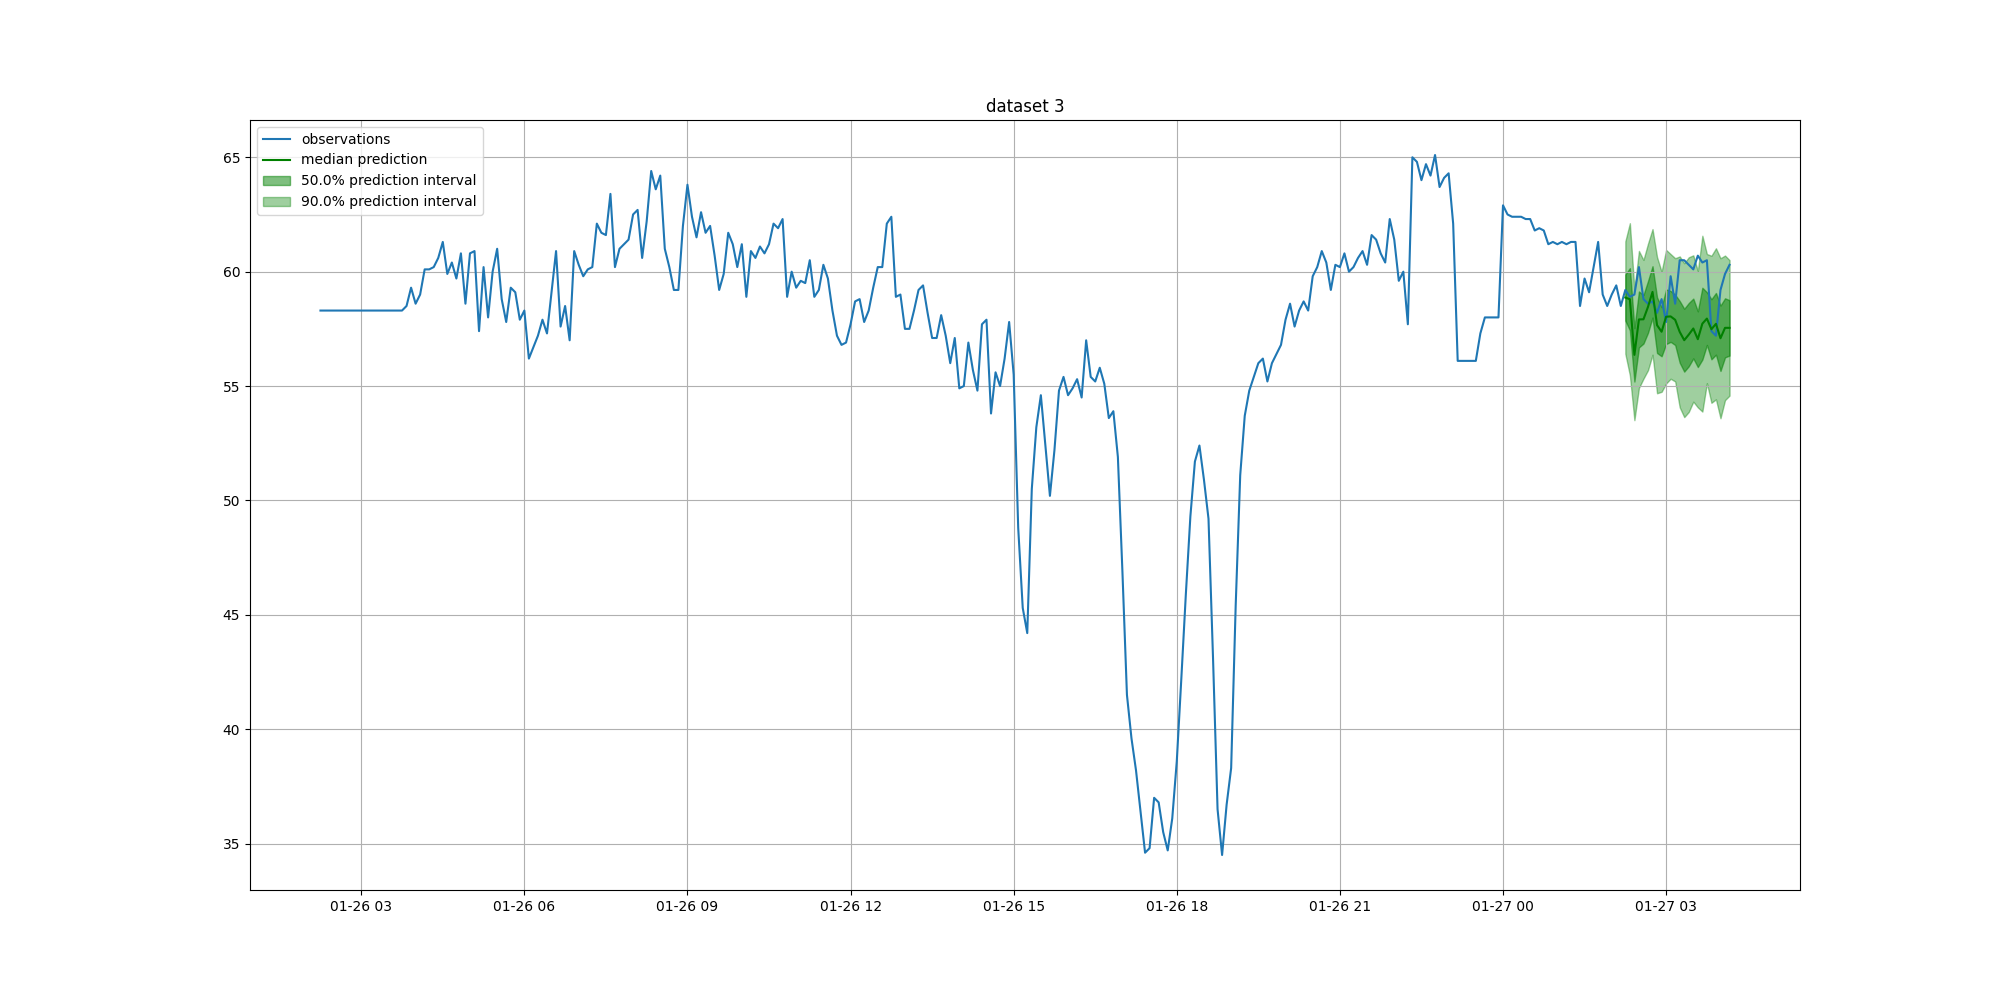 dataset 3
observations
median prediction
50.0% prediction interval
90.0% prediction interval
65
60
55
50
45
40
35
01-26 03 01-26 06 01-26 09 01-26 12 01-26 15 01-26 18 01-26 21 01-27 00 01-27 03